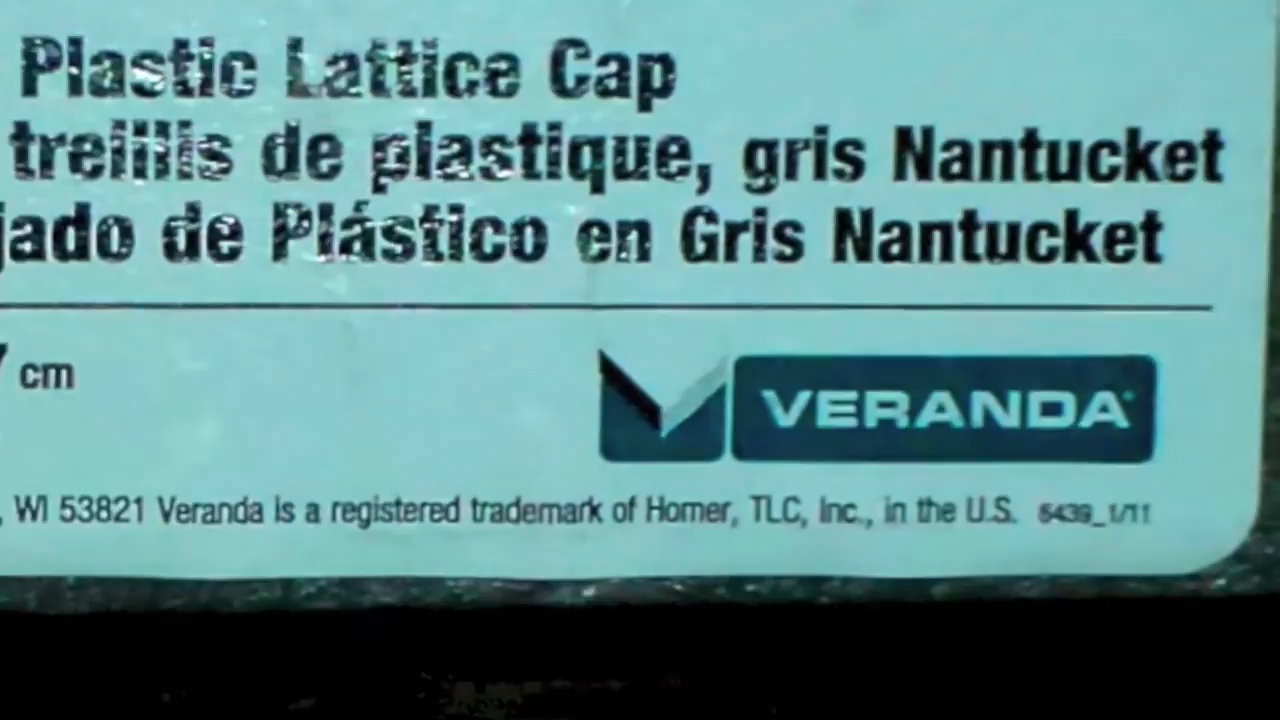 Plastic Lattice Cap
treillis de plastique, gris Nantucket
jado de Plástico en Gris Nantucket
cm
VERANDA
, WI 53821 Veranda is a registered trademark of Homer, TLC, Inc., in the U.S. 6439_1/11